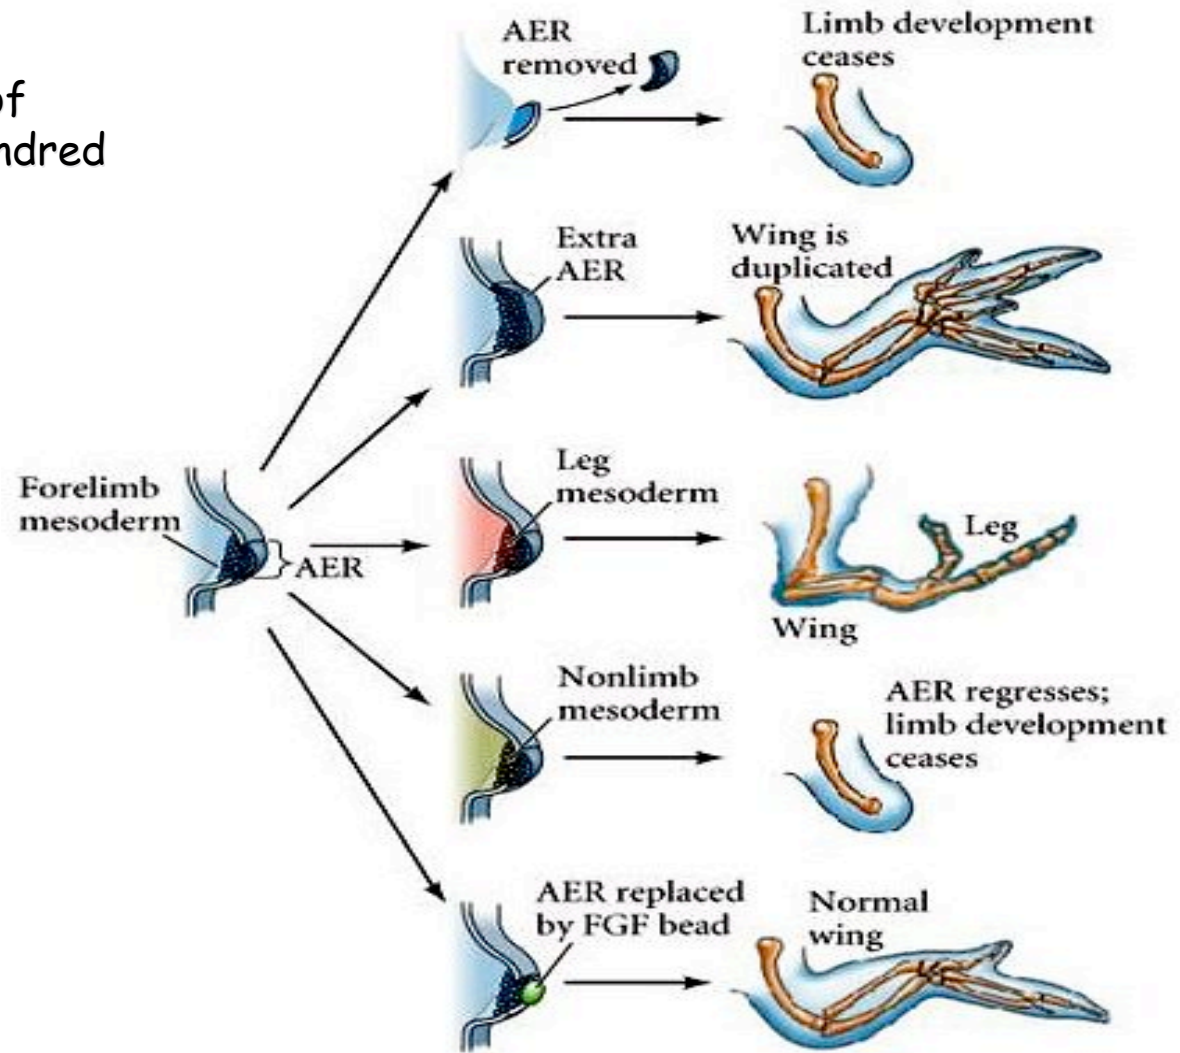 of
ndred
AER
removed
Limb development
ceases
Extra
AER
Wing is
duplicated
Forelimb
mesoderm
AER
Leg
mesoderm
Leg
Wing
Nonlimb
mesoderm
AER regresses;
limb development
ceases
AER replaced
by FGF bead
Normal
wing